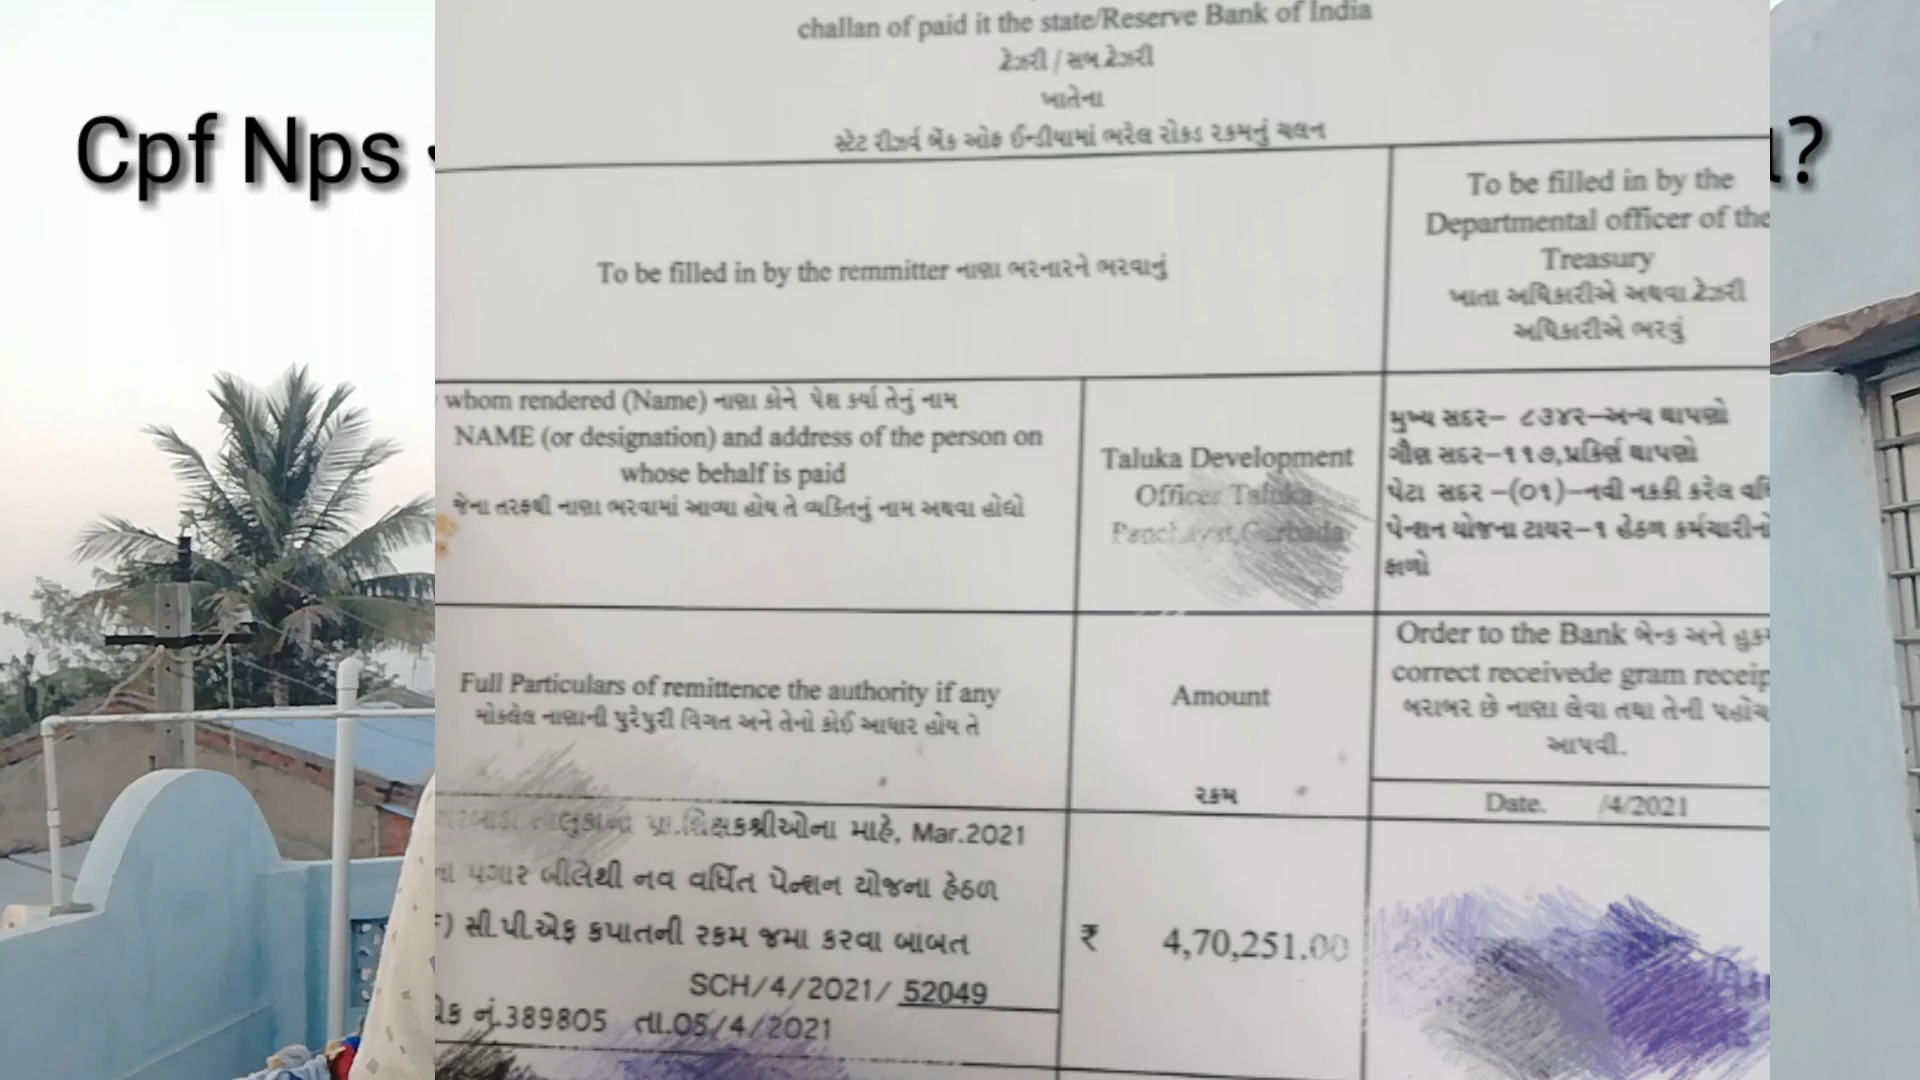 Cpf Nps
?
challan of paid it the state/Reserve Bank of India
ટ્રેઝરી / સબ.ટ્રેઝરી
ખાતેના
સ્ટેટ રીઝર્વ બેંક ઓફ ઈન્ડીયામાં ભરેલ રોકડ રકમનું ચલન
To be filled in by the remmitter નાણા ભરનારને ભરવાનું
To be filled in by the
Departmental officer of the
Treasury
ખાતા અધિકારીએ અથવા ટ્રેઝરી
અધિકારીએ ભરવું
whom rendered (Name) નાણા કોને પેશ કર્યા તેનું નામ
NAME (or designation) and address of the person on
whose behalf is paid
જેના તરફથી નાણા ભરવામાં આવ્યા હોય તે વ્યકિતનું નામ અથવા હોધો
Taluka Development
Officer Taluka
Panchayat,Garbada
મુખ્ય સદર– ૮૩૪૨–અન્ય થાપણો
ગૌણ સદર–૧૧૭,પ્રકિર્ણ થાપણો
પેટા સદર –(૦૧)–નવી નકકી કરેલ
પેન્શન યોજના ટાયર–૧ હેઠળ કર્મચારીનો
ફાળો
Full Particulars of remittence the authority if any
મોકલેલ નાણાની પુરેપુરી વિગત અને તેનો કોઈ આધાર હોય તે
Amount
રકમ
Order to the Bank બેન્ક અને
correct receivede gram
બરાબર છે નાણા લેવા તથા તેની પહોંચ
આપવી.
Date. /4/2021
તાલુકાના પ્રા.શિક્ષકશ્રીઓના માહે, Mar.2021
પગાર બીલેથી નવ વર્ધિત પેન્શન યોજના હેઠળ
) સી.પી.એફ કપાતની રકમ જમા કરવા બાબત
SCH/4/2021/ 52049
નં.389805 તા.05/4/2021
₹ 4,70,251.00